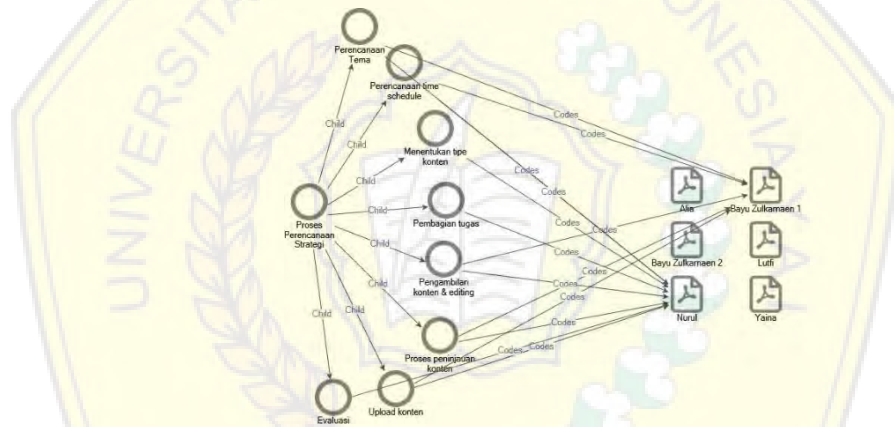 Perencanaan
Tema
Perencanaan time
schedule
Child
Child
Codes
Codes
Menentukan tipe
konten
Codes
Child
Codes
Proses
Perencanaan
Strategi
Child
Pembagian tugas
Codes
Alia
Bayu Zulkarnaen 1
Child
Codes
Codes
Bayu Zulkarnaen 2
Lutfi
Child
Pengambilan
konten & editing
Codes
Codes
Child
Child
Codes
Nurul
Yaina
Proses peninjauan
konten
Codes
Codes
Evaluasi
Upload konten
UNIVERSITAS